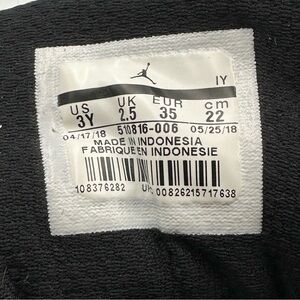 IY
US UK EUR cm
3Y 2.5 35 22
04/17/18 510816-006 05/25/18
MADE IN INDONESIA
FABRIQUE EN INDONESIE
108376282 UPC 00826215717638